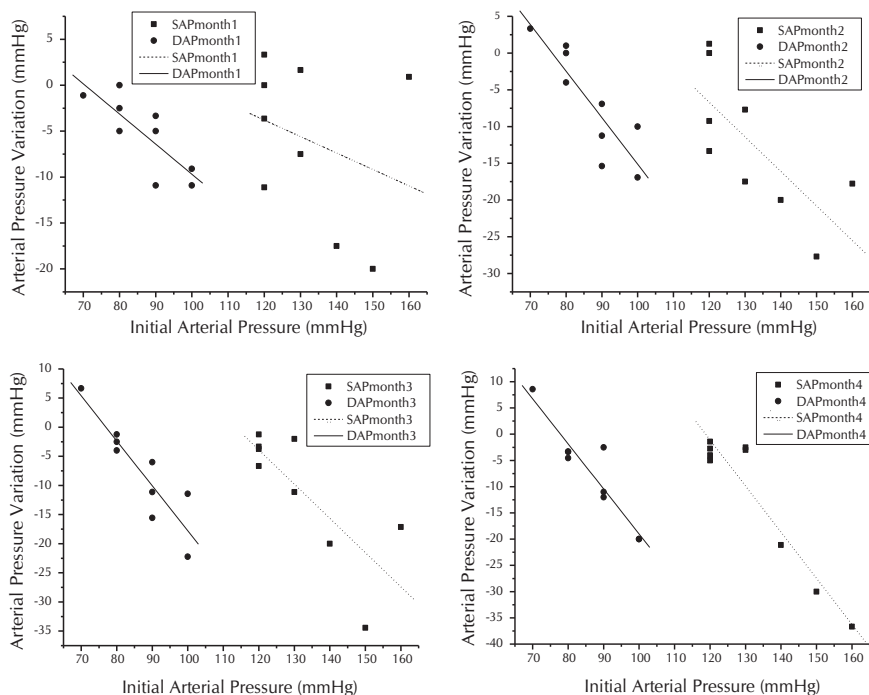 SAPmonth1
DAPmonth1
SAPmonth1
DAPmonth1
0
-5
-10
-15
-20
70 80 90 100 110 120 130 140 150 160
Arterial Pressure Variation (mmHg)
Initial Arterial Pressure (mmHg)
SAPmonth2
DAPmonth2
SAPmonth2
DAPmonth2
5
0
-5
-10
-15
-20
-25
-30
70 80 90 100 110 120 130 140 150 160
Arterial Pressure Variation (mmHg)
Initial Arterial Pressure (mmHg)
SAPmonth3
DAPmonth3
SAPmonth3
DAPmonth3
10
5
0
-5
-10
-15
-20
-25
-30
-35
70 80 90 100 110 120 130 140 150 160
Arterial Pressure Variation (mmHg)
Initial Arterial Pressure (mmHg)
SAPmonth4
DAPmonth4
SAPmonth4
DAPmonth4
10
5
0
-5
-10
-15
-20
-25
-30
-35
-40
70 80 90 100 110 120 130 140 150 160
Arterial Pressure Variation (mmHg)
Initial Arterial Pressure (mmHg)